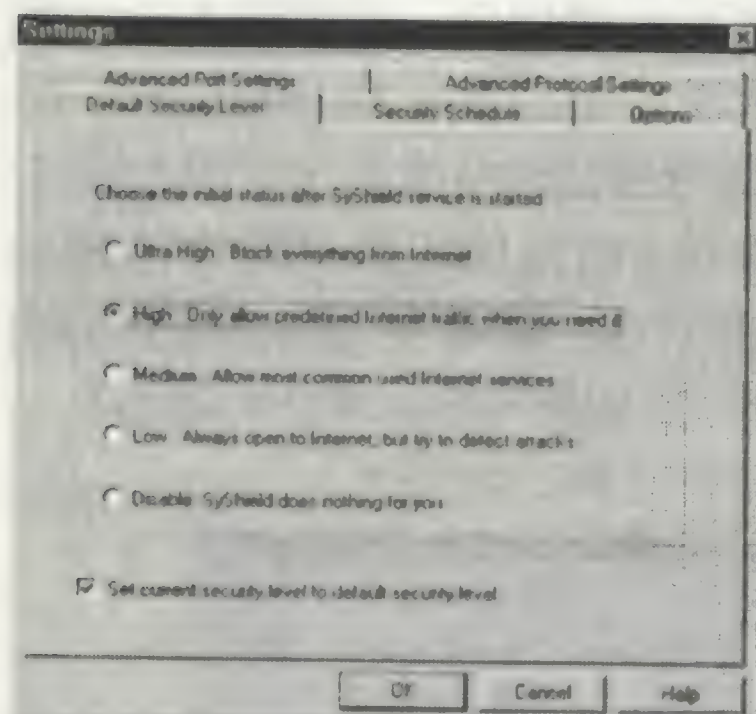 Settings
Advanced Port Settings
Advanced Protocol Settings
Default Security Level
Security Schedule
Options
Choose the initial status after SyShield service is started
Ultra High Block everything from Internet
High Only allow predefined Internet traffic when you need it
Medium Allow most common used Internet services
Low Always open to Internet, but try to detect attacks
Disable SyShield does nothing for you
Set current security level to default security level
OK
Cancel
Help